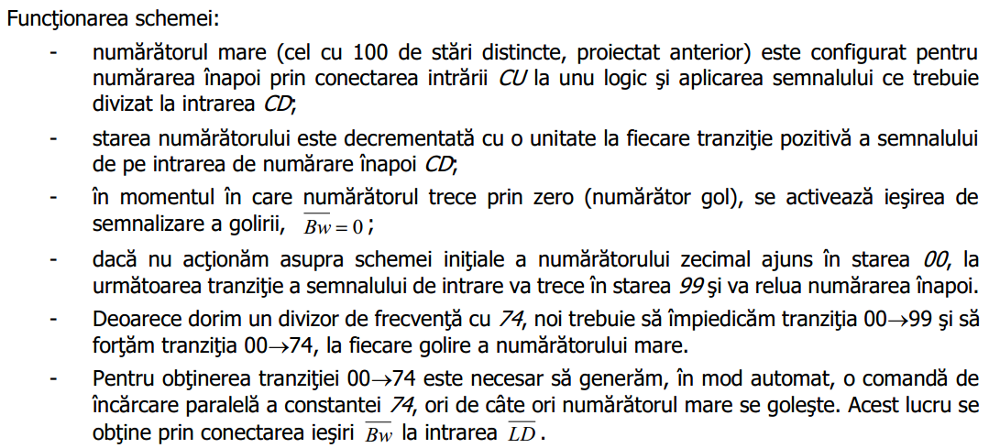 Funcţionarea schemei:
- numărătorul mare (cel cu 100 de stări distincte, proiectat anterior) este configurat pentru
numărarea înapoi prin conectarea intrării CU la unu logic şi aplicarea semnalului ce trebuie
divizat la intrarea CD;
- starea numărătorului este decrementată cu o unitate la fiecare tranziţie pozitivă a semnalului
de pe intrarea de numărare înapoi CD;
- în momentul în care numărătorul trece prin zero (numărător gol), se activează ieşirea de
semnalizare a golirii, \overline{Bw} = 0 ;
- dacă nu acţionăm asupra schemei iniţiale a numărătorului zecimal ajuns în starea 00, la
următoarea tranziţie a semnalului de intrare va trece în starea 99 şi va relua numărarea înapoi.
- Deoarece dorim un divizor de frecvenţă cu 74, noi trebuie să împiedicăm tranziţia 00→99 şi să
forţăm tranziţia 00→74, la fiecare golire a numărătorului mare.
- Pentru obţinerea tranziţiei 00→74 este necesar să generăm, în mod automat, o comandă de
încărcare paralelă a constantei 74, ori de câte ori numărătorul mare se goleşte. Acest lucru se
obţine prin conectarea ieşiri \overline{Bw} la intrarea \overline{LD} .